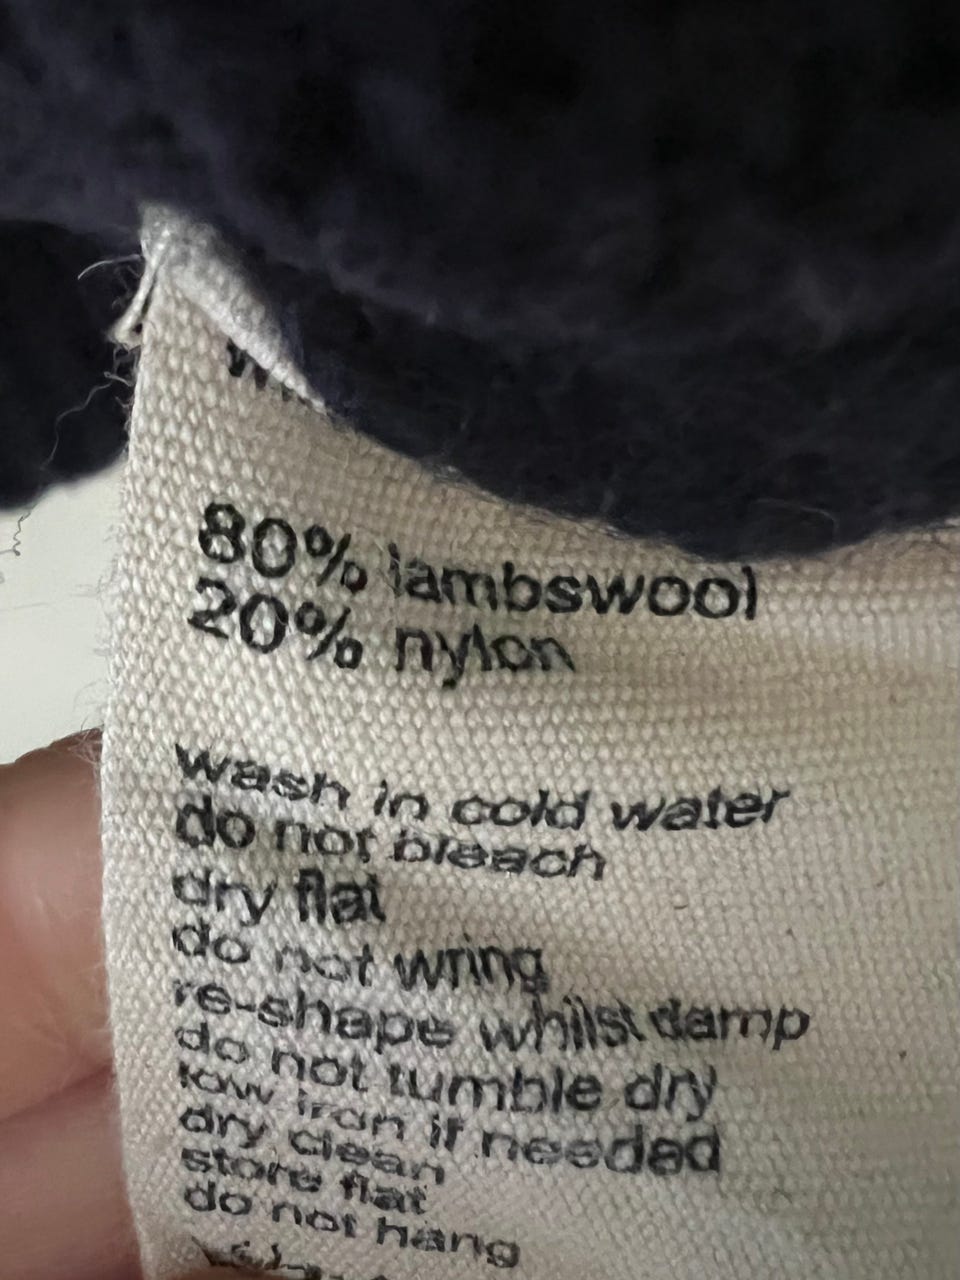 80% lambswool
20% nylon
wash in cold water
do not bleach
dry flat
do not wring
re-shape whilst damp
do not tumble dry
low iron if needed
dry clean
store flat
do not hang